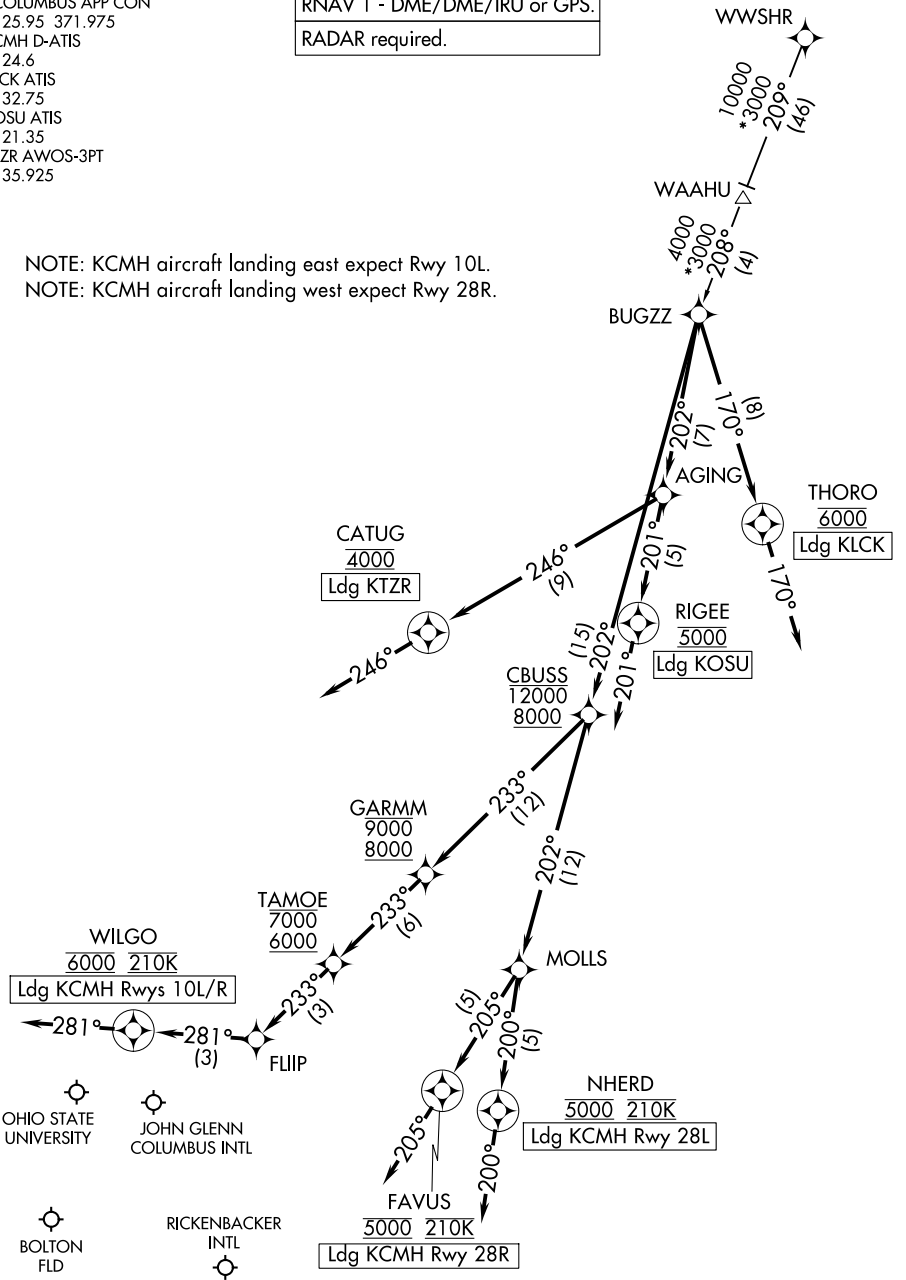 COLUMBUS APP CON
25.95 371.975
CMH D-ATIS
24.6
CK ATIS
32.75
OSU ATIS
21.35
ZR AWOS-3PT
35.925
RNAV 1 - DME/DME/IRU or GPS.
RADAR required.
WWSHR
10000
*3000
209°
(46)
WAAHU
4000
*3000
208°
(4)
NOTE: KCMH aircraft landing east expect Rwy 10L.
NOTE: KCMH aircraft landing west expect Rwy 28R.
BUGZZ
202°
(7)
170°
(8)
AGING
THORO
6000
Ldg KLCK
170°
CATUG
4000
Ldg KTZR
246°
(9)
246°
201°
(5)
RIGEE
5000
Ldg KOSU
201°
(15)
202°
CBUSS
12000
8000
233°
(12)
202°
(12)
GARMM
9000
8000
233°
(6)
TAMOE
7000
6000
233°
(3)
WILGO
6000 210K
Ldg KCMH Rwys 10L/R
281°
281°
(3)
FLIIP
MOLLS
(5)
205°
200°
(5)
NHERD
5000 210K
Ldg KCMH Rwy 28L
205°
200°
FAVUS
5000 210K
Ldg KCMH Rwy 28R
OHIO STATE
UNIVERSITY
JOHN GLENN
COLUMBUS INTL
BOLTON
FLD
RICKENBACKER
INTL